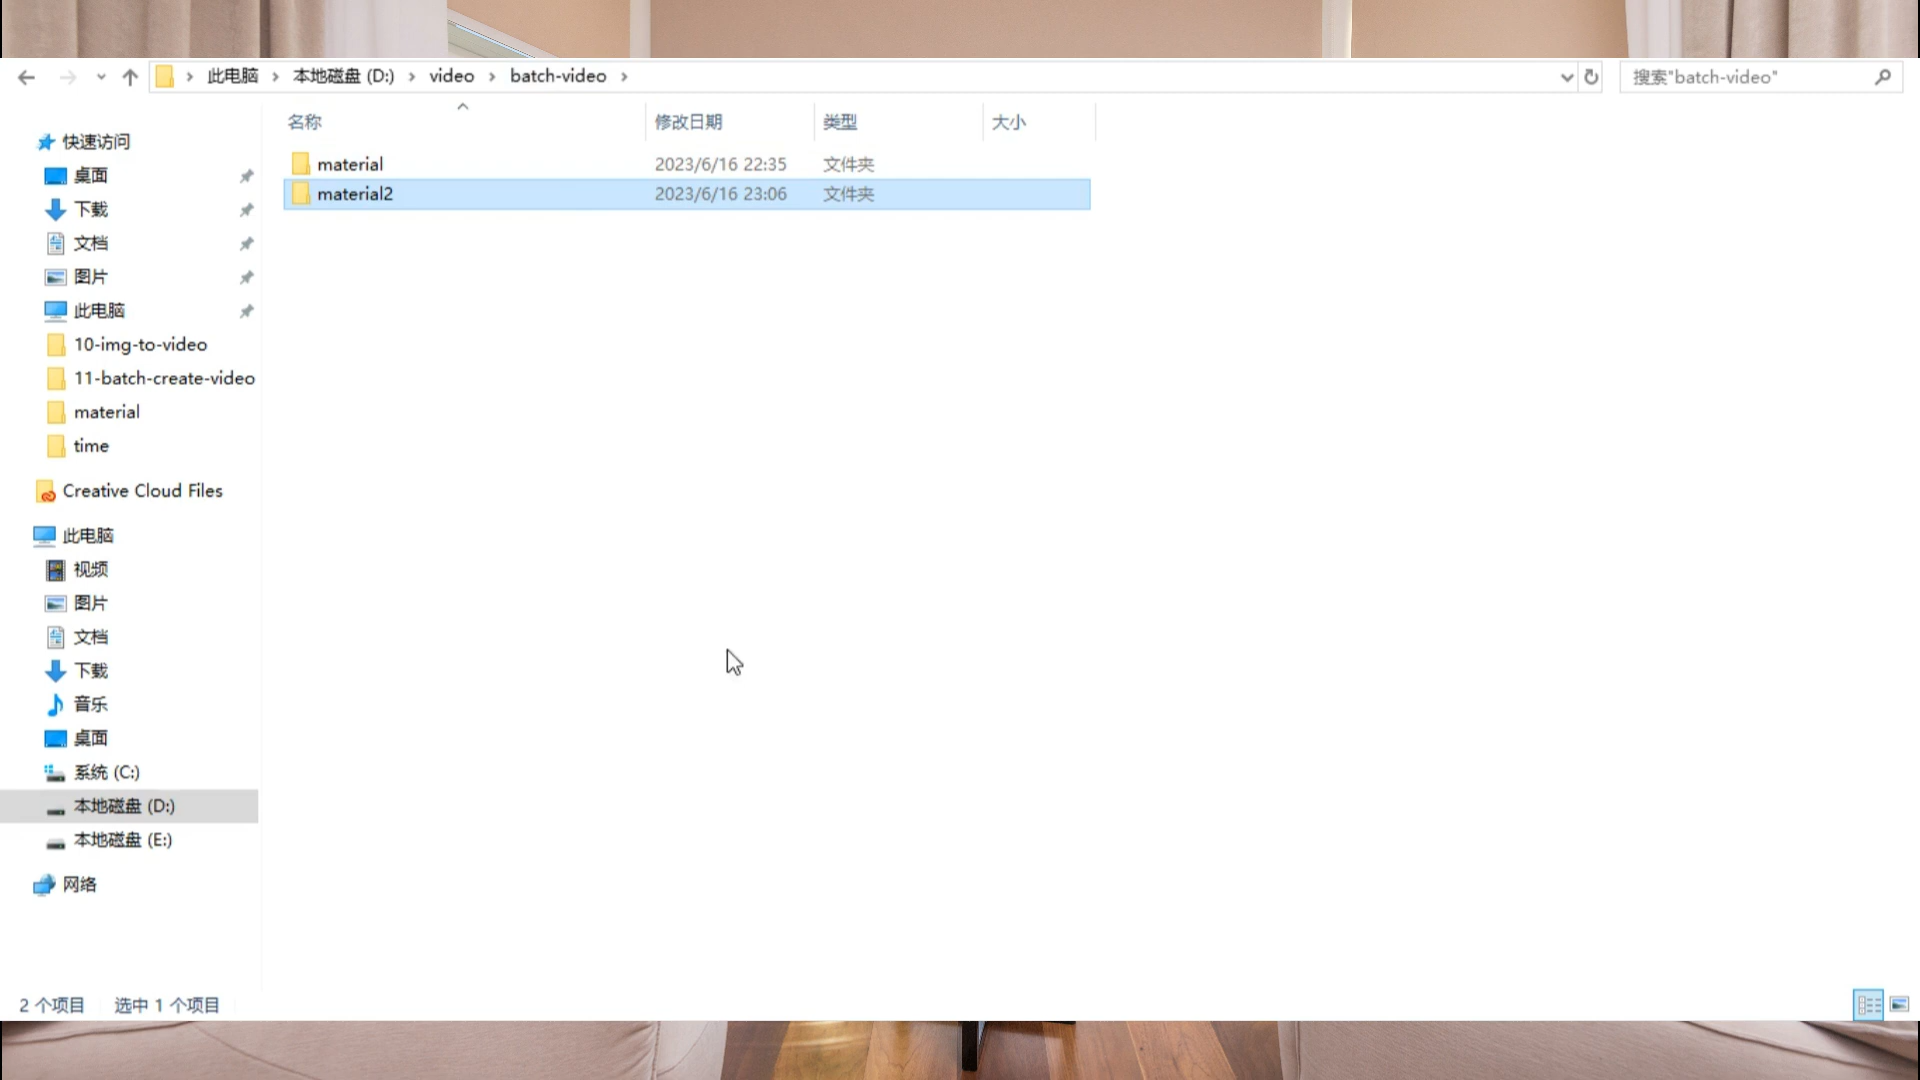 此电脑 本地磁盘 (D:) video batch-video
搜索"batch-video"
名称 修改日期 类型 大小
material 2023/6/16 22:35 文件夹
material2 2023/6/16 23:06 文件夹
快速访问
桌面
下载
文档
图片
此电脑
10-img-to-video
11-batch-create-video
material
time
Creative Cloud Files
此电脑
视频
图片
文档
下载
音乐
桌面
系统 (C:)
本地磁盘 (D:)
本地磁盘 (E:)
网络
2 个项目 选中 1 个项目